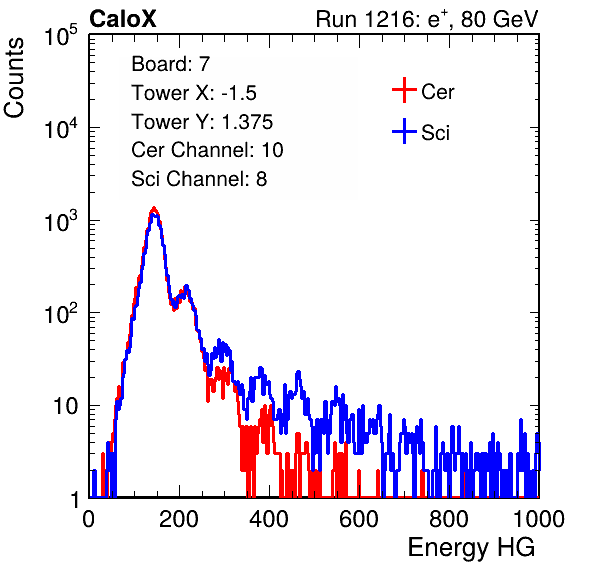 CaloX
Run 1216: e+, 80 GeV
Board: 7
Tower X: -1.5
Tower Y: 1.375
Cer Channel: 10
Sci Channel: 8
Cer
Sci
Counts
10^5
10^4
10^3
10^2
10
1
0 200 400 600 800 1000
Energy HG